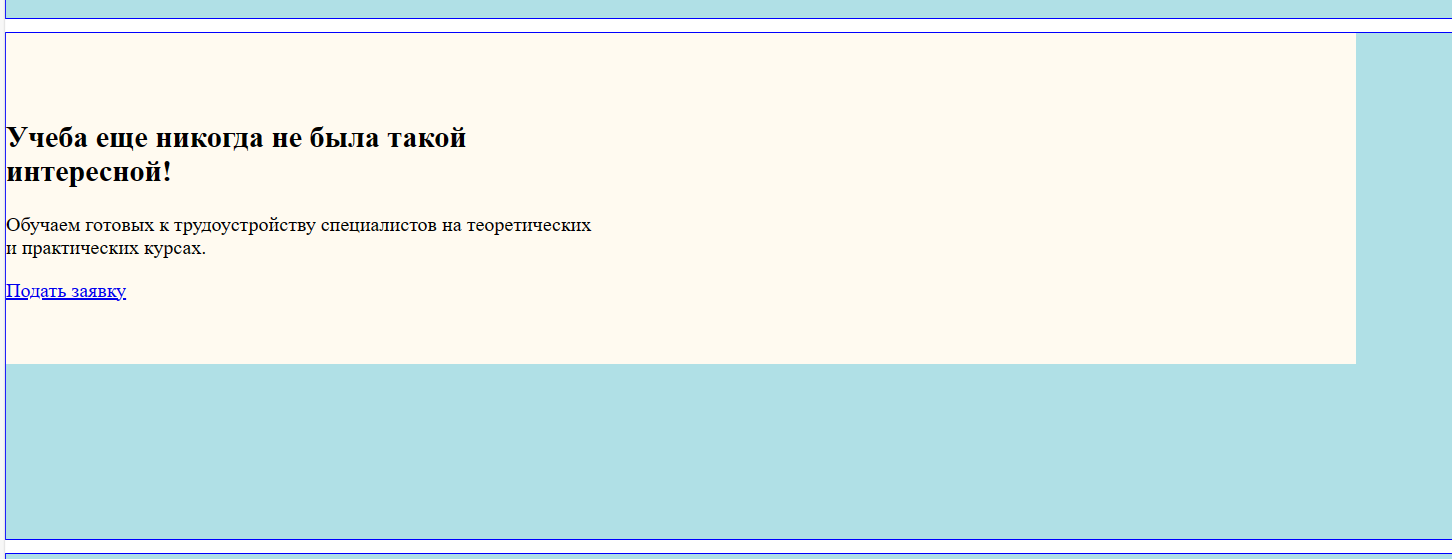 Учеба еще никогда не была такой
интересной!
Обучаем готовых к трудоустройству специалистов на теоретических
и практических курсах.
Подать заявку